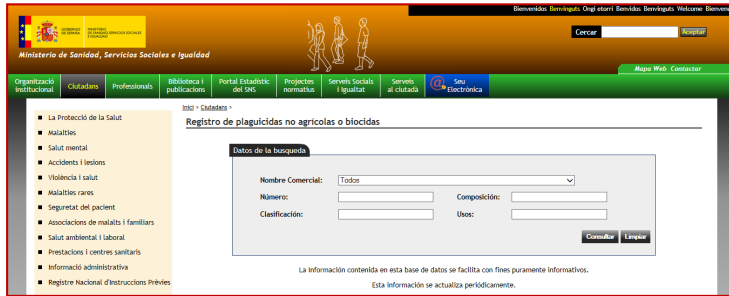 Bienvenidos Benvinguts Ongi etorri Benvidos Benvinguts Welcome Bienvenu
GOBIERNO DE ESPAÑA
MINISTERIO DE SANIDAD, SERVICIOS SOCIALES E IGUALDAD
Cercar
Aceptar
Ministerio de Sanidad, Servicios Sociales e Igualdad
Mapa Web Contactar
Organització institucional
Ciutadans
Professionals
Biblioteca i publicacions
Portal Estadístic del SNS
Projectes normatius
Serveis Socials i Igualtat
Serveis al ciutadà
@ Seu Electrònica
Inici > Ciutadans >
Registro de plaguicidas no agrícolas o biocidas
La Protecció de la Salut
Malalties
Salut mental
Accidents i lesions
Violència i salut
Malalties rares
Seguretat del pacient
Associacions de malalts i familiars
Salut ambiental i laboral
Prestacions i centres sanitaris
Informació administrativa
Registre Nacional d'Instruccions Prèvies
Datos de la busqueda
Nombre Comercial: Todos
Número: Composición:
Clasificación: Usos:
Consultar Limpiar
La Información contenida en esta base de datos se facilita con fines puramente informativos.
Esta información se actualiza periódicamente.